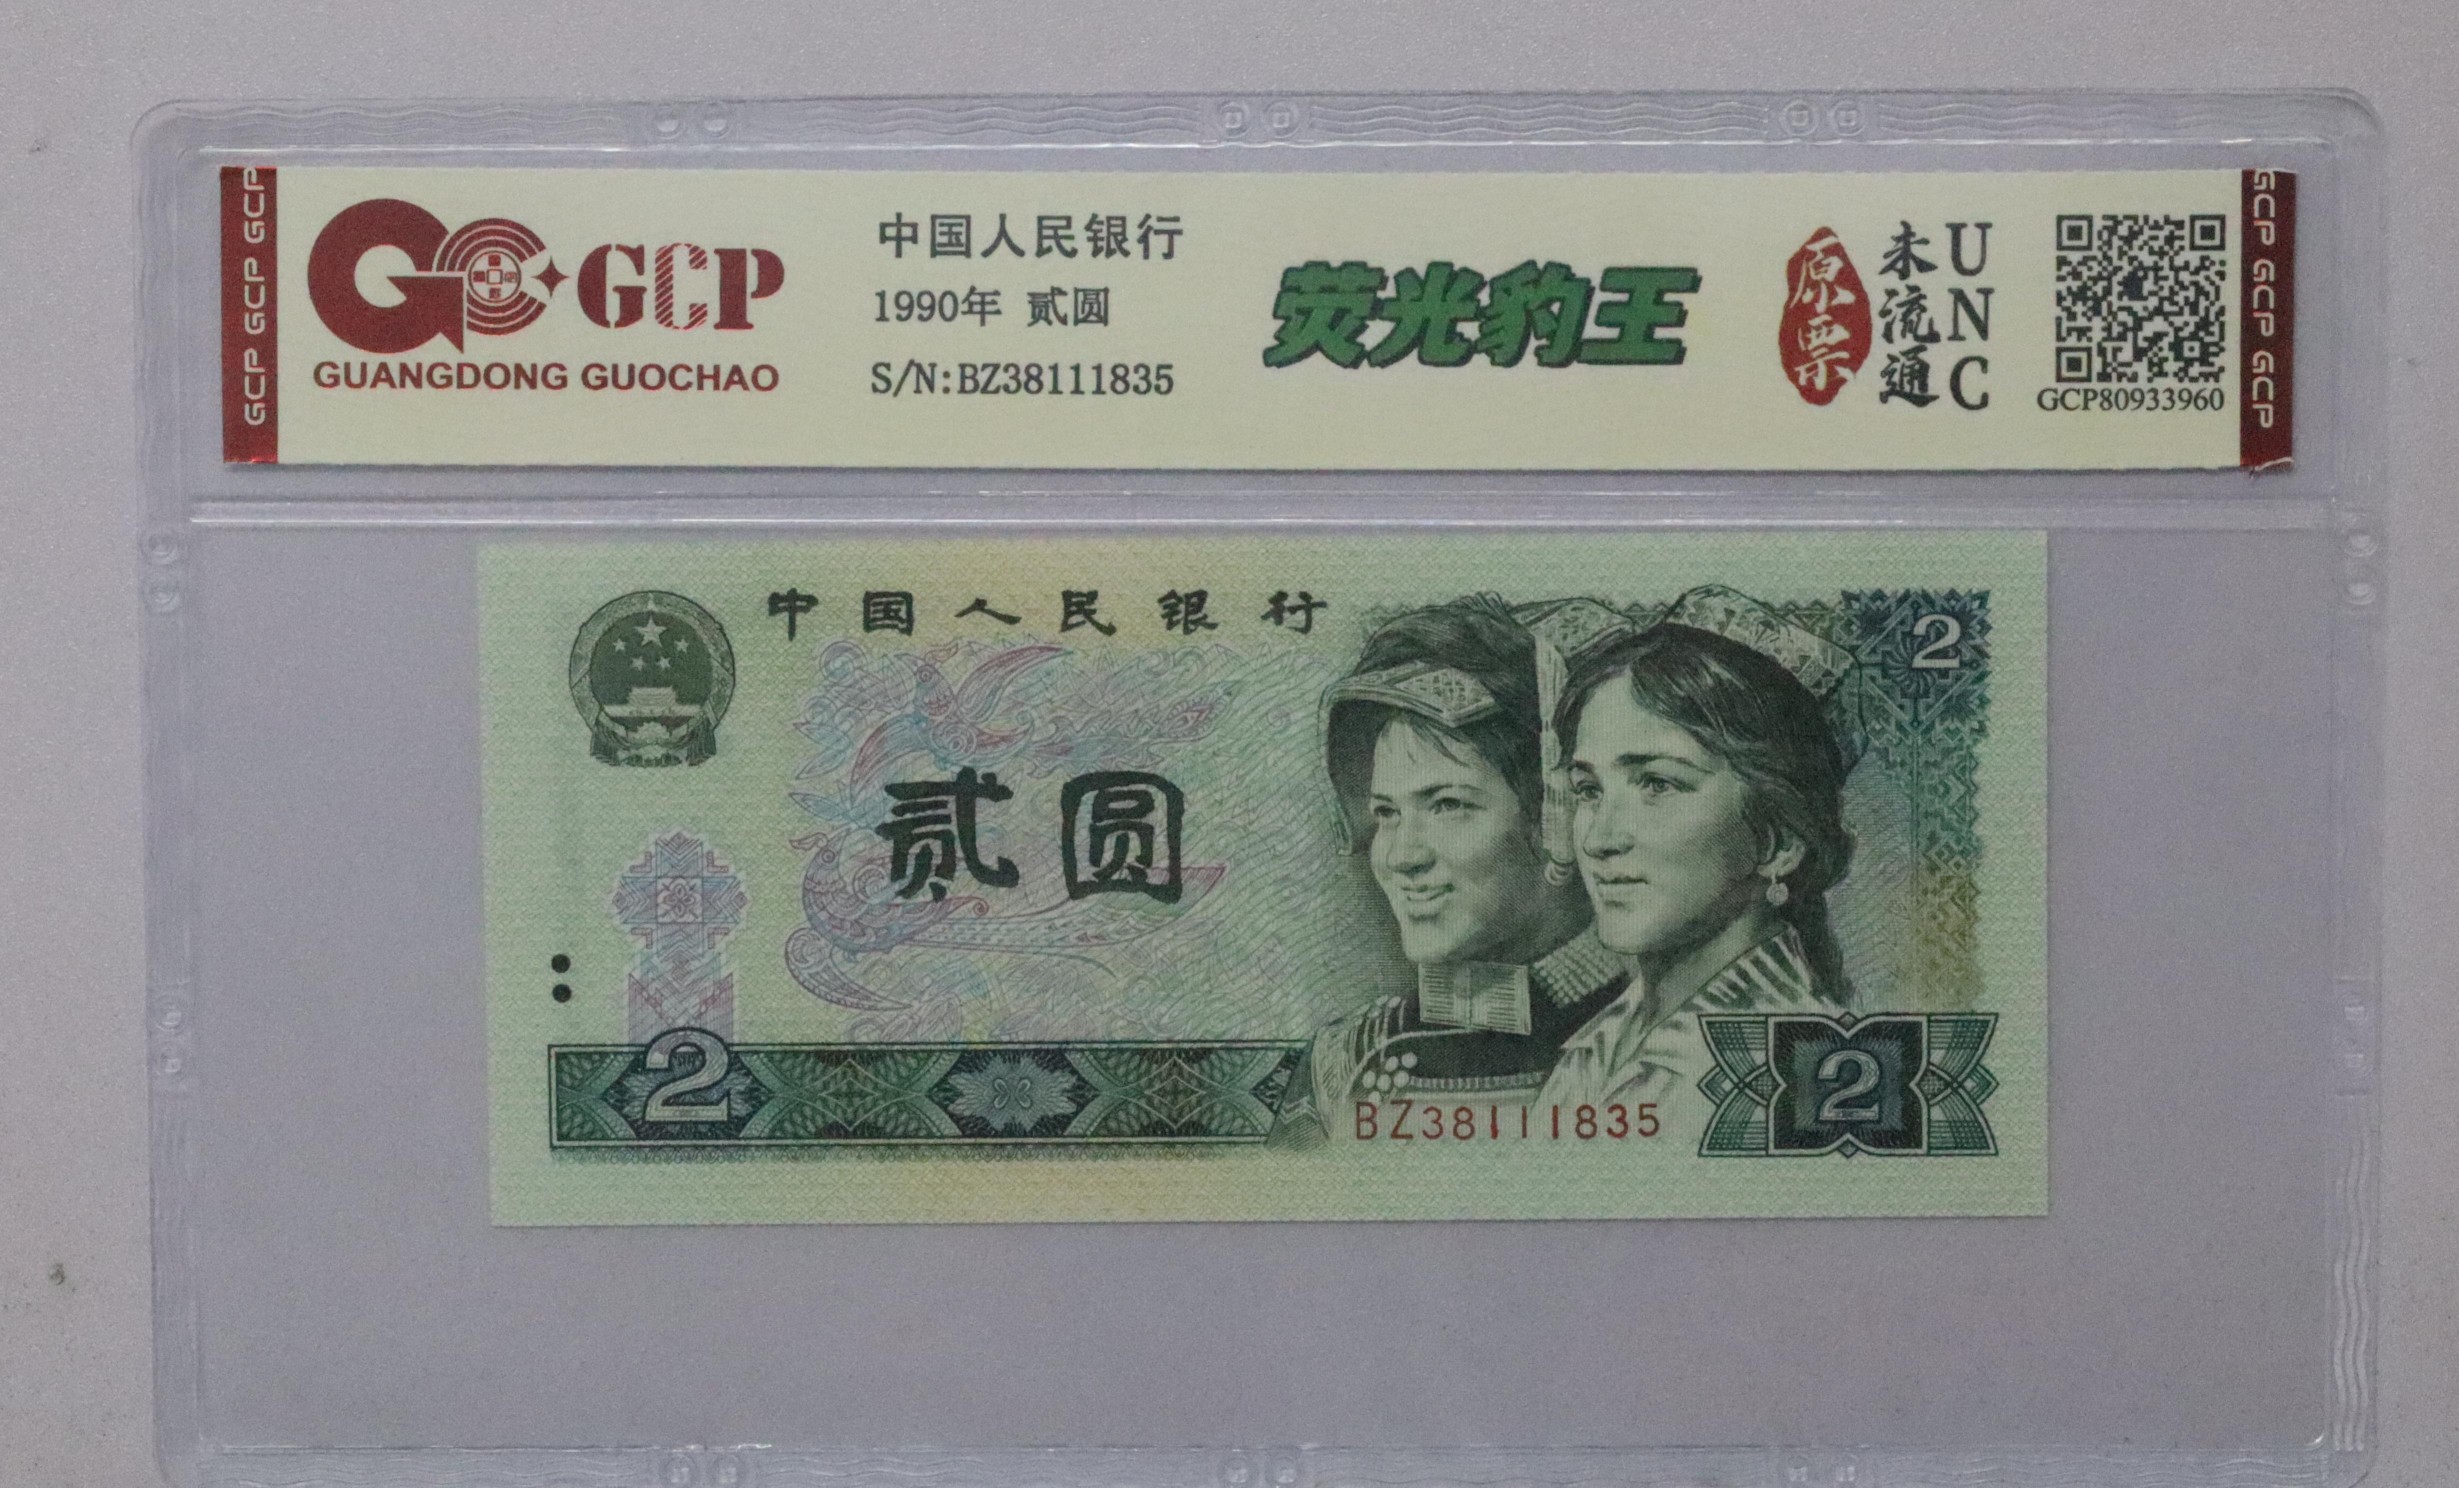 GCP GCP GCP
GCP
GUANGDONG GUOCHAO
中国人民银行
1990年 贰圆
S/N:BZ38111835
荧光豹王
原票
未流通
UNC
GCP80933960
GCP GCP GCP
中国人民银行
2
贰圆
2
BZ38111835
2